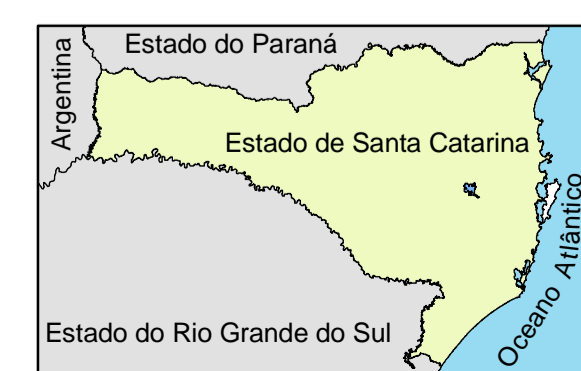 Estado do Paraná
Argentina
Estado de Santa Catarina
Oceano Atlântico
Estado do Rio Grande do Sul